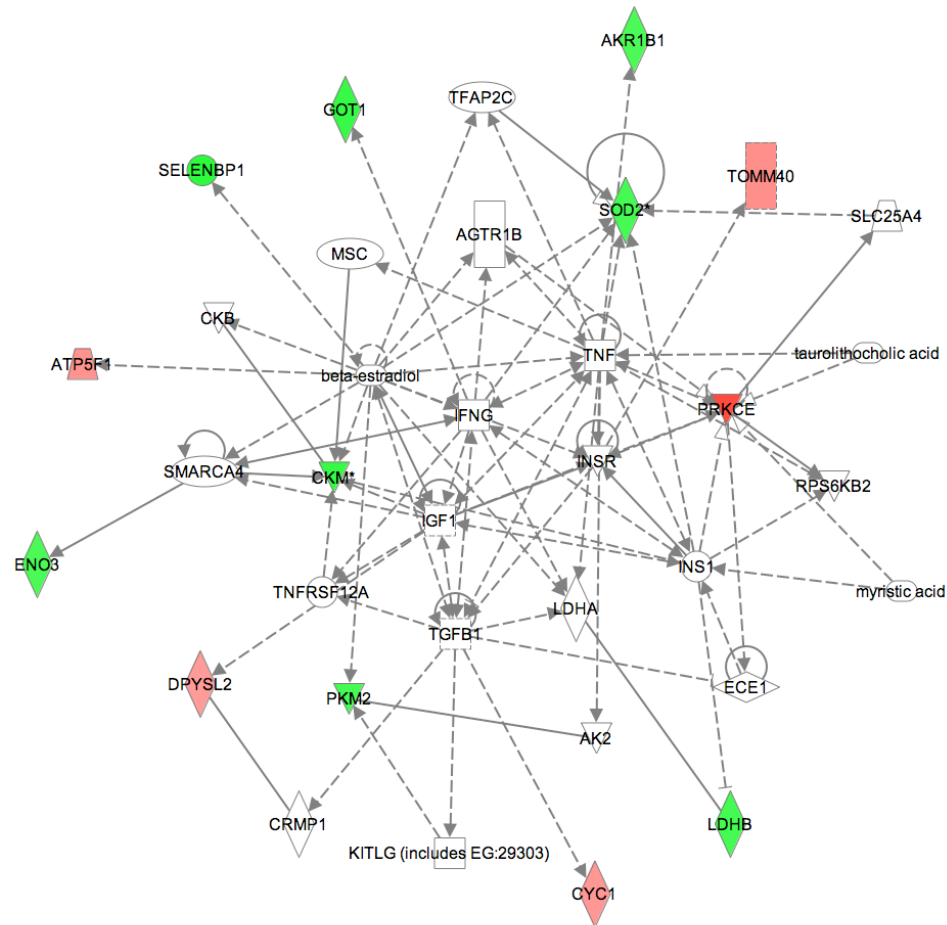 AKR1B1
TFAP2C
GOT1
SELENBP1
TOMM40
SOD2*
SLC25A4
AGTR1B
MSC
CKB
ATP5F1
TNF
taurolithocholic acid
beta-estradiol
IFNG
PRKCE
INSR
SMARCA4
CKM*
RPS6KB2
IGF1
ENO3
INS1
TNFRSF12A
myristic acid
LDHA
TGFB1
DPYSL2
ECE1
PKM2
AK2
CRMP1
LDHB
KITLG (includes EG:29303)
CYC1